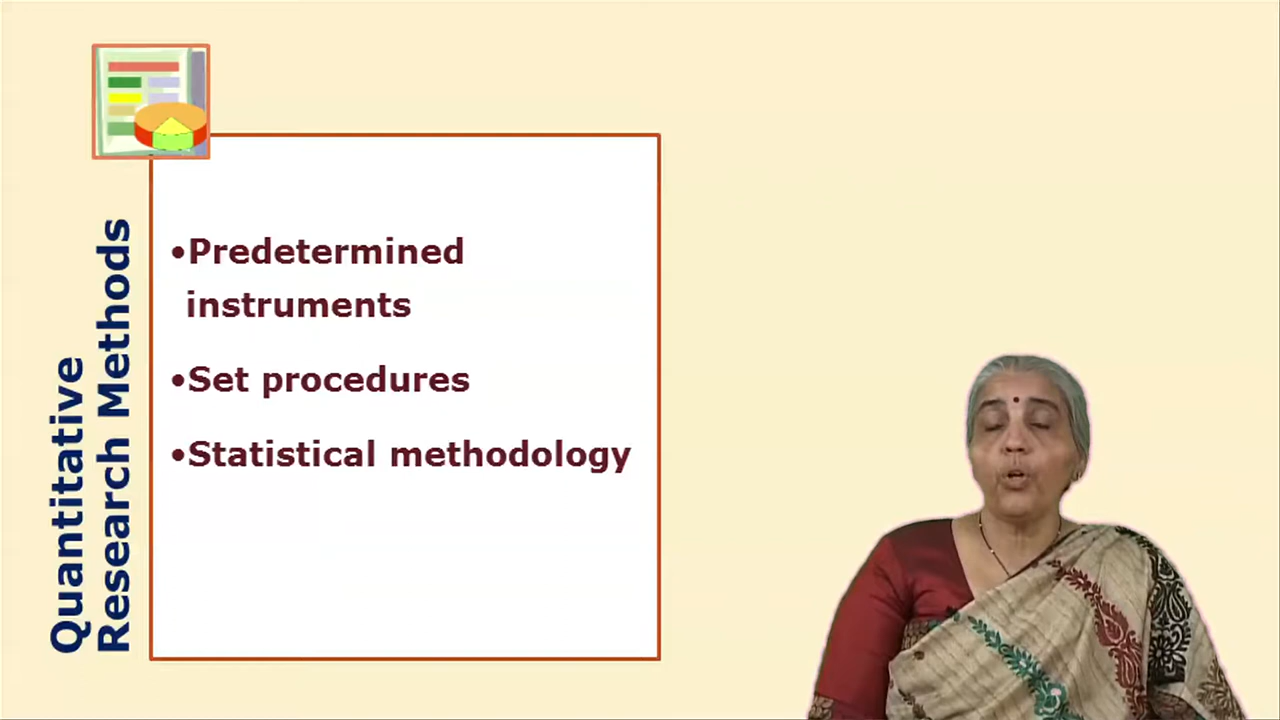 Quantitative
Research Methods
•Predetermined
instruments
•Set procedures
•Statistical methodology